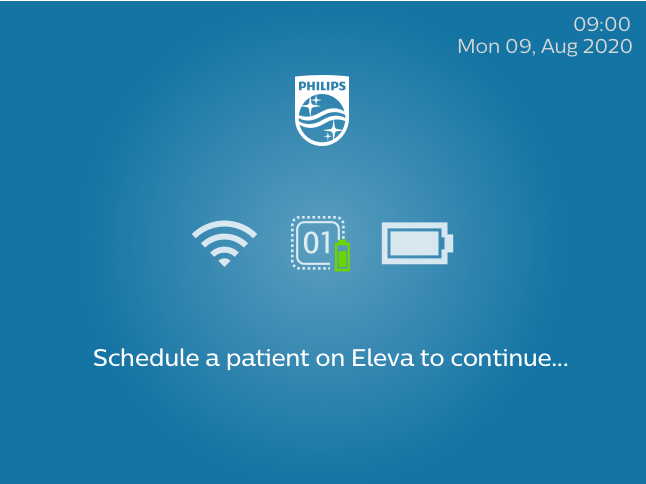 09:00
Mon 09, Aug 2020
PHILIPS
01
Schedule a patient on Eleva to continue...